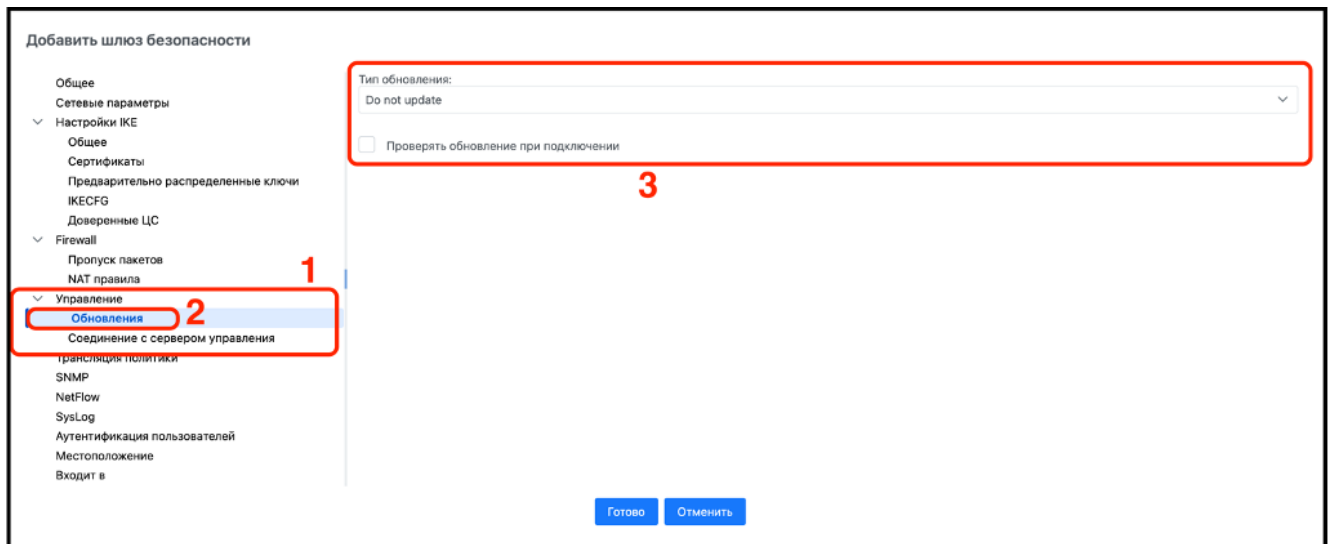 Добавить шлюз безопасности
Общее
Сетевые параметры
Настройки IKE
Общее
Сертификаты
Предварительно распределенные ключи
IKECFG
Доверенные ЦС
Firewall
Пропуск пакетов
NAT правила
1
Управление
Обновления
2
Соединение с сервером управления
Трансляция политики
SNMP
NetFlow
SysLog
Аутентификация пользователей
Местоположение
Входит в
Тип обновления:
Do not update
Проверять обновление при подключении
3
Готово
Отменить